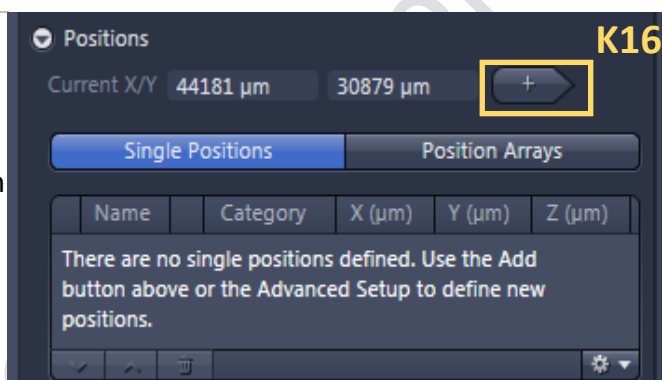 Positions
K16
Current X/Y 44181 µm 30879 µm +
Single Positions Position Arrays
Name Category X (µm) Y (µm) Z (µm)
There are no single positions defined. Use the Add
button above or the Advanced Setup to define new
positions.